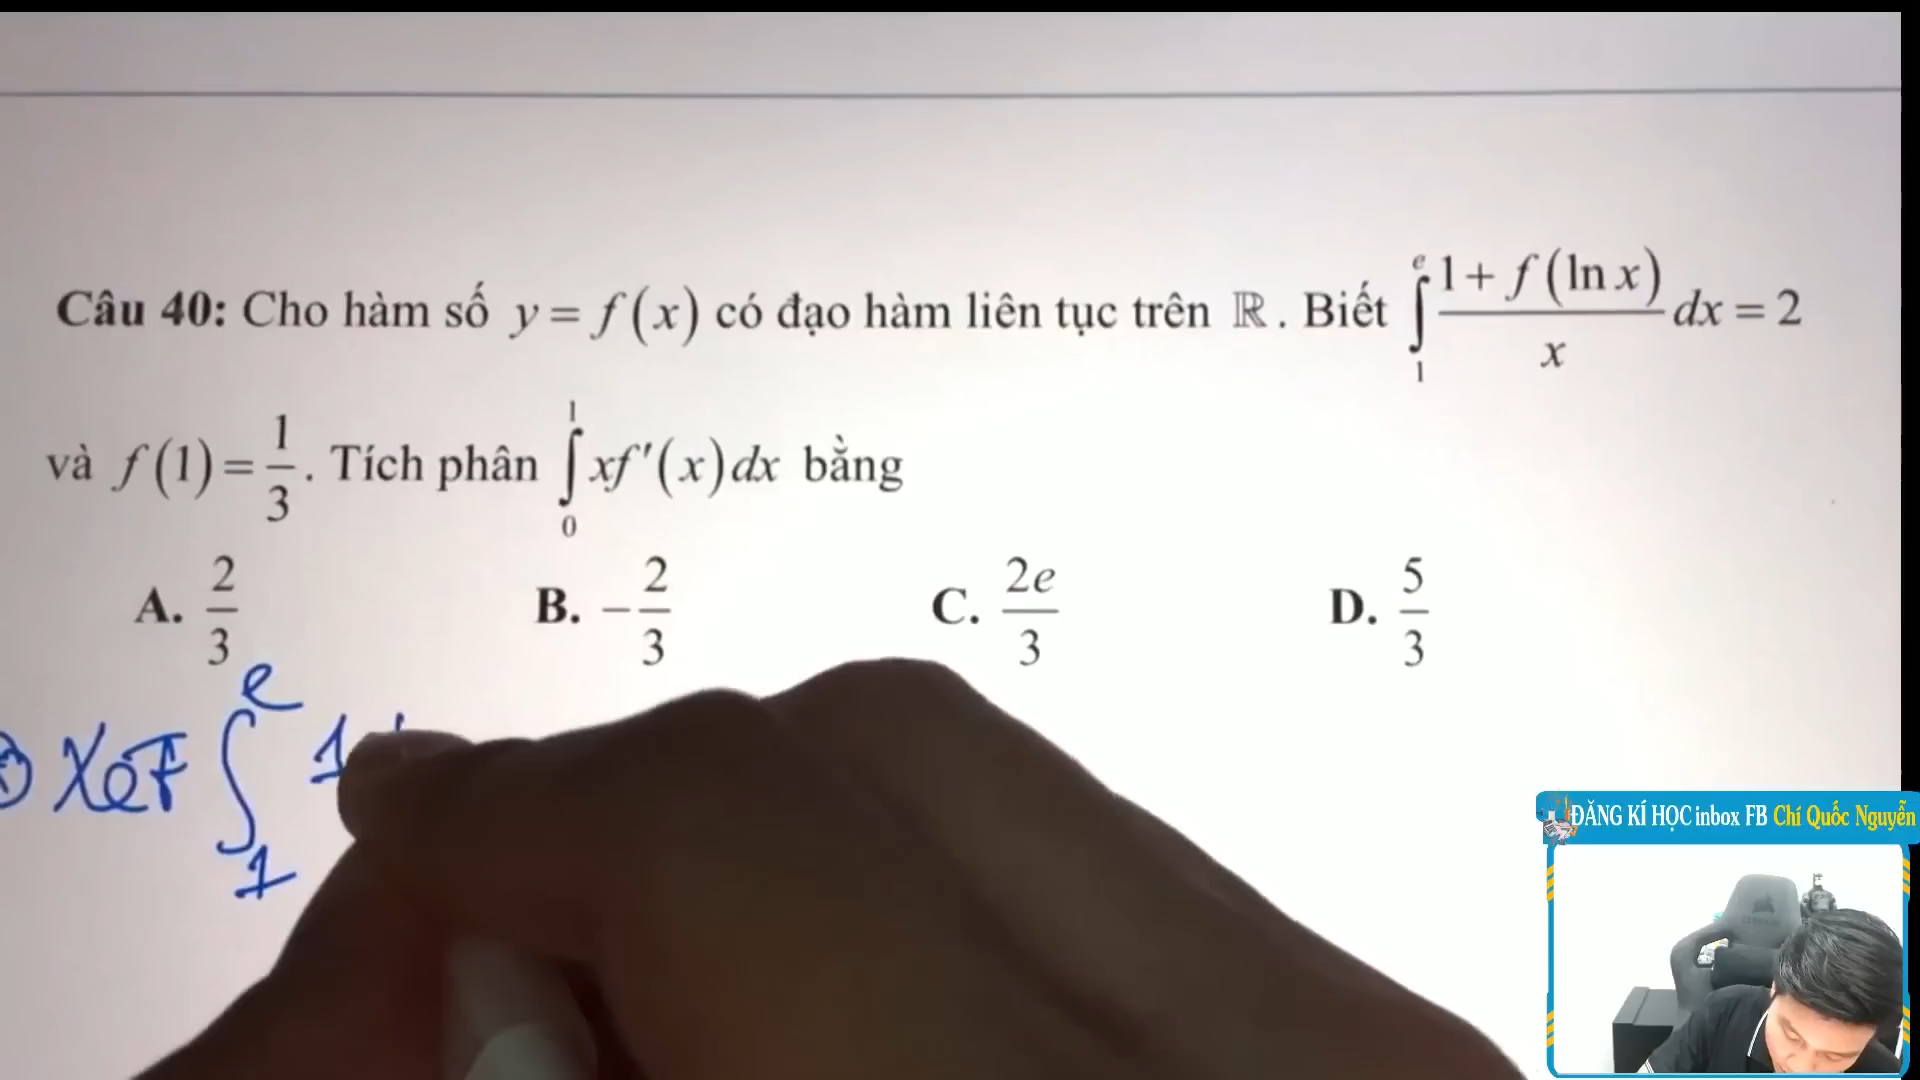 Câu 40: Cho hàm số y = f(x) có đạo hàm liên tục trên ℝ. Biết ∫₁ᵉ (1 + f(ln x))/x dx = 2
và f(1) = 1/3. Tích phân ∫₀¹ xf′(x)dx bằng
A. 2/3 B. −2/3 C. 2e/3 D. 5/3
① Xét ∫₁ᵉ 1
ĐĂNG KÍ HỌC inbox FB Chí Quốc Nguyễn